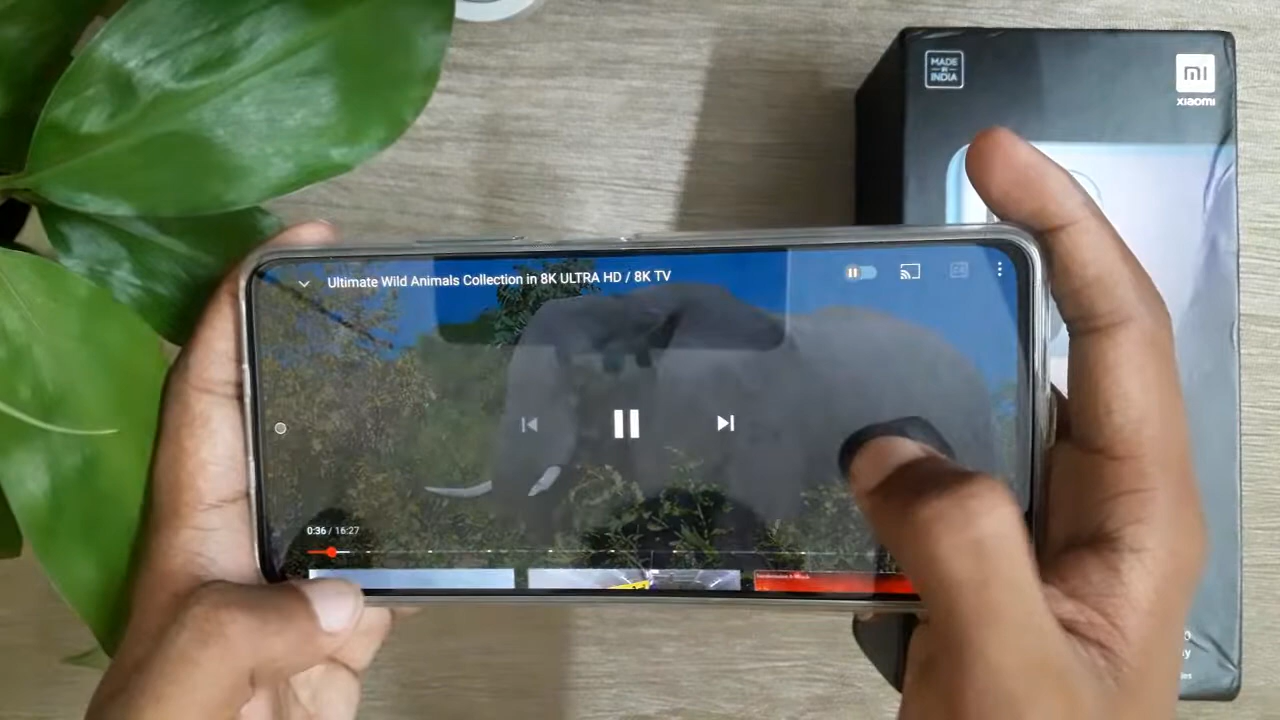 MADE
IN
INDIA
mi
xiaomi
Ultimate Wild Animals Collection in 8K ULTRA HD / 8K TV
0:36 / 16:27